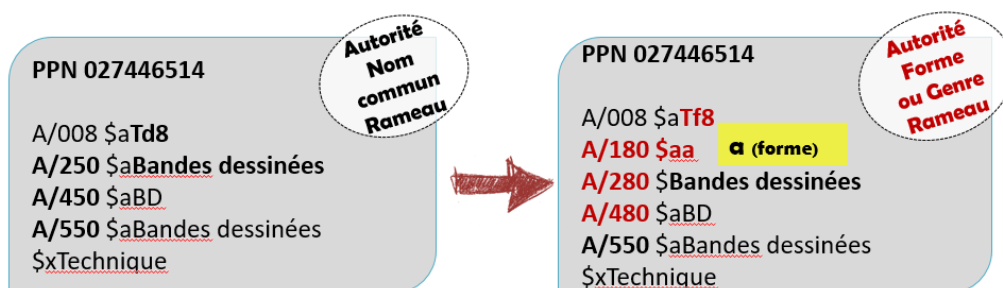 Autorité
Nom
commun
Rameau
PPN 027446514
A/008 $aTd8
A/250 $aBandes dessinées
A/450 $aBD
A/550 $aBandes dessinées
$xTechnique
Autorité
Forme
ou Genre
Rameau
PPN 027446514
A/008 $aTf8
A/180 $aa
a (forme)
A/280 $Bandes dessinées
A/480 $aBD
A/550 $aBandes dessinées
$xTechnique